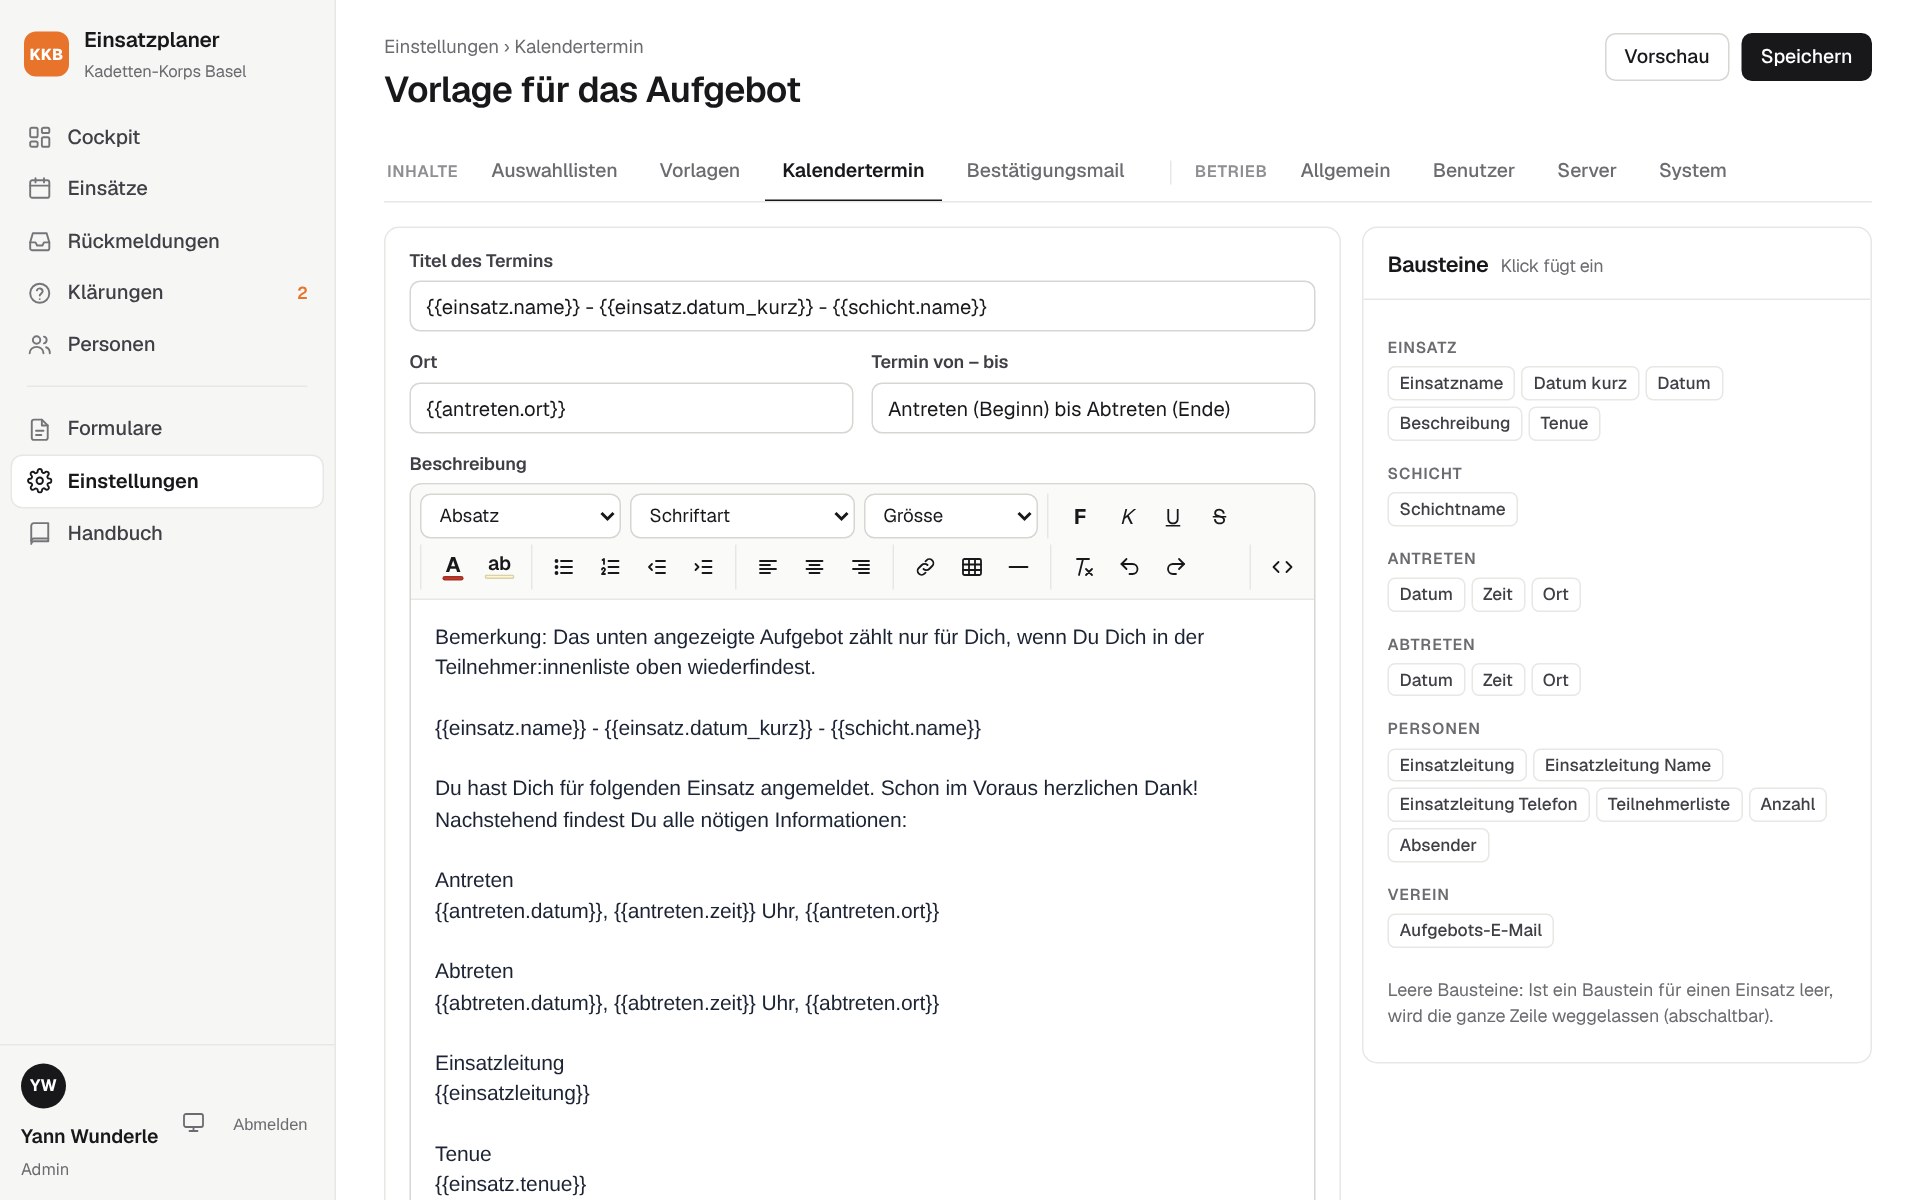 KKB
Einsatzplaner
Kadetten-Korps Basel
Cockpit
Einsätze
Rückmeldungen
Klärungen 2
Personen
Formulare
Einstellungen
Handbuch
YW
Yann Wunderle
Admin
Abmelden
Einstellungen › Kalendertermin
Vorlage für das Aufgebot
Vorschau
Speichern
INHALTE Auswahllisten Vorlagen Kalendertermin Bestätigungsmail BETRIEB Allgemein Benutzer Server System
Titel des Termins
{{einsatz.name}} - {{einsatz.datum_kurz}} - {{schicht.name}}
Ort
{{antreten.ort}}
Termin von – bis
Antreten (Beginn) bis Abtreten (Ende)
Beschreibung
Absatz Schriftart Grösse F K U S
A ab
Bemerkung: Das unten angezeigte Aufgebot zählt nur für Dich, wenn Du Dich in der
Teilnehmer:innenliste oben wiederfindest.
{{einsatz.name}} - {{einsatz.datum_kurz}} - {{schicht.name}}
Du hast Dich für folgenden Einsatz angemeldet. Schon im Voraus herzlichen Dank!
Nachstehend findest Du alle nötigen Informationen:
Antreten
{{antreten.datum}}, {{antreten.zeit}} Uhr, {{antreten.ort}}
Abtreten
{{abtreten.datum}}, {{abtreten.zeit}} Uhr, {{abtreten.ort}}
Einsatzleitung
{{einsatzleitung}}
Tenue
{{einsatz.tenue}}
Bausteine Klick fügt ein
EINSATZ
Einsatzname Datum kurz Datum
Beschreibung Tenue
SCHICHT
Schichtname
ANTRETEN
Datum Zeit Ort
ABTRETEN
Datum Zeit Ort
PERSONEN
Einsatzleitung Einsatzleitung Name
Einsatzleitung Telefon Teilnehmerliste Anzahl
Absender
VEREIN
Aufgebots-E-Mail
Leere Bausteine: Ist ein Baustein für einen Einsatz leer,
wird die ganze Zeile weggelassen (abschaltbar).